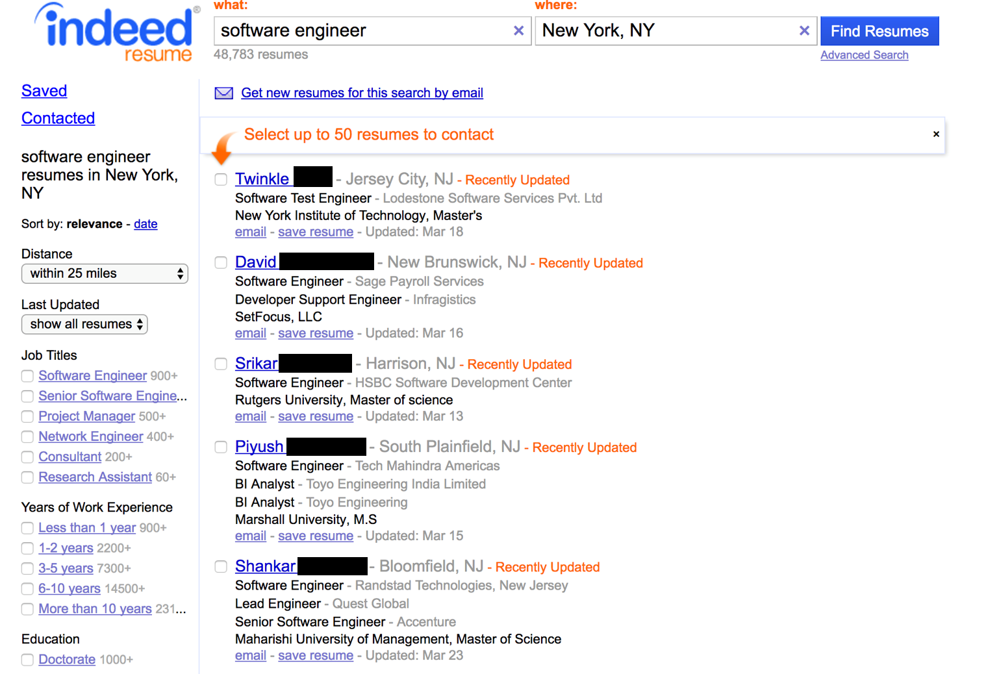 indeed®
resume
what:
where:
software engineer ×
New York, NY ×
Find Resumes
48,783 resumes
Advanced Search
Saved
Contacted
software engineer
resumes in New York,
NY
Sort by: relevance - date
Distance
within 25 miles
Last Updated
show all resumes
Job Titles
Software Engineer 900+
Senior Software Engine...
Project Manager 500+
Network Engineer 400+
Consultant 200+
Research Assistant 60+
Years of Work Experience
Less than 1 year 900+
1-2 years 2200+
3-5 years 7300+
6-10 years 14500+
More than 10 years 231...
Education
Doctorate 1000+
Get new resumes for this search by email
Select up to 50 resumes to contact ×
Twinkle - Jersey City, NJ - Recently Updated
Software Test Engineer - Lodestone Software Services Pvt. Ltd
New York Institute of Technology, Master's
email - save resume - Updated: Mar 18
David - New Brunswick, NJ - Recently Updated
Software Engineer - Sage Payroll Services
Developer Support Engineer - Infragistics
SetFocus, LLC
email - save resume - Updated: Mar 16
Srikar - Harrison, NJ - Recently Updated
Software Engineer - HSBC Software Development Center
Rutgers University, Master of science
email - save resume - Updated: Mar 13
Piyush - South Plainfield, NJ - Recently Updated
Software Engineer - Tech Mahindra Americas
BI Analyst - Toyo Engineering India Limited
BI Analyst - Toyo Engineering
Marshall University, M.S
email - save resume - Updated: Mar 15
Shankar - Bloomfield, NJ - Recently Updated
Software Engineer - Randstad Technologies, New Jersey
Lead Engineer - Quest Global
Senior Software Engineer - Accenture
Maharishi University of Management, Master of Science
email - save resume - Updated: Mar 23